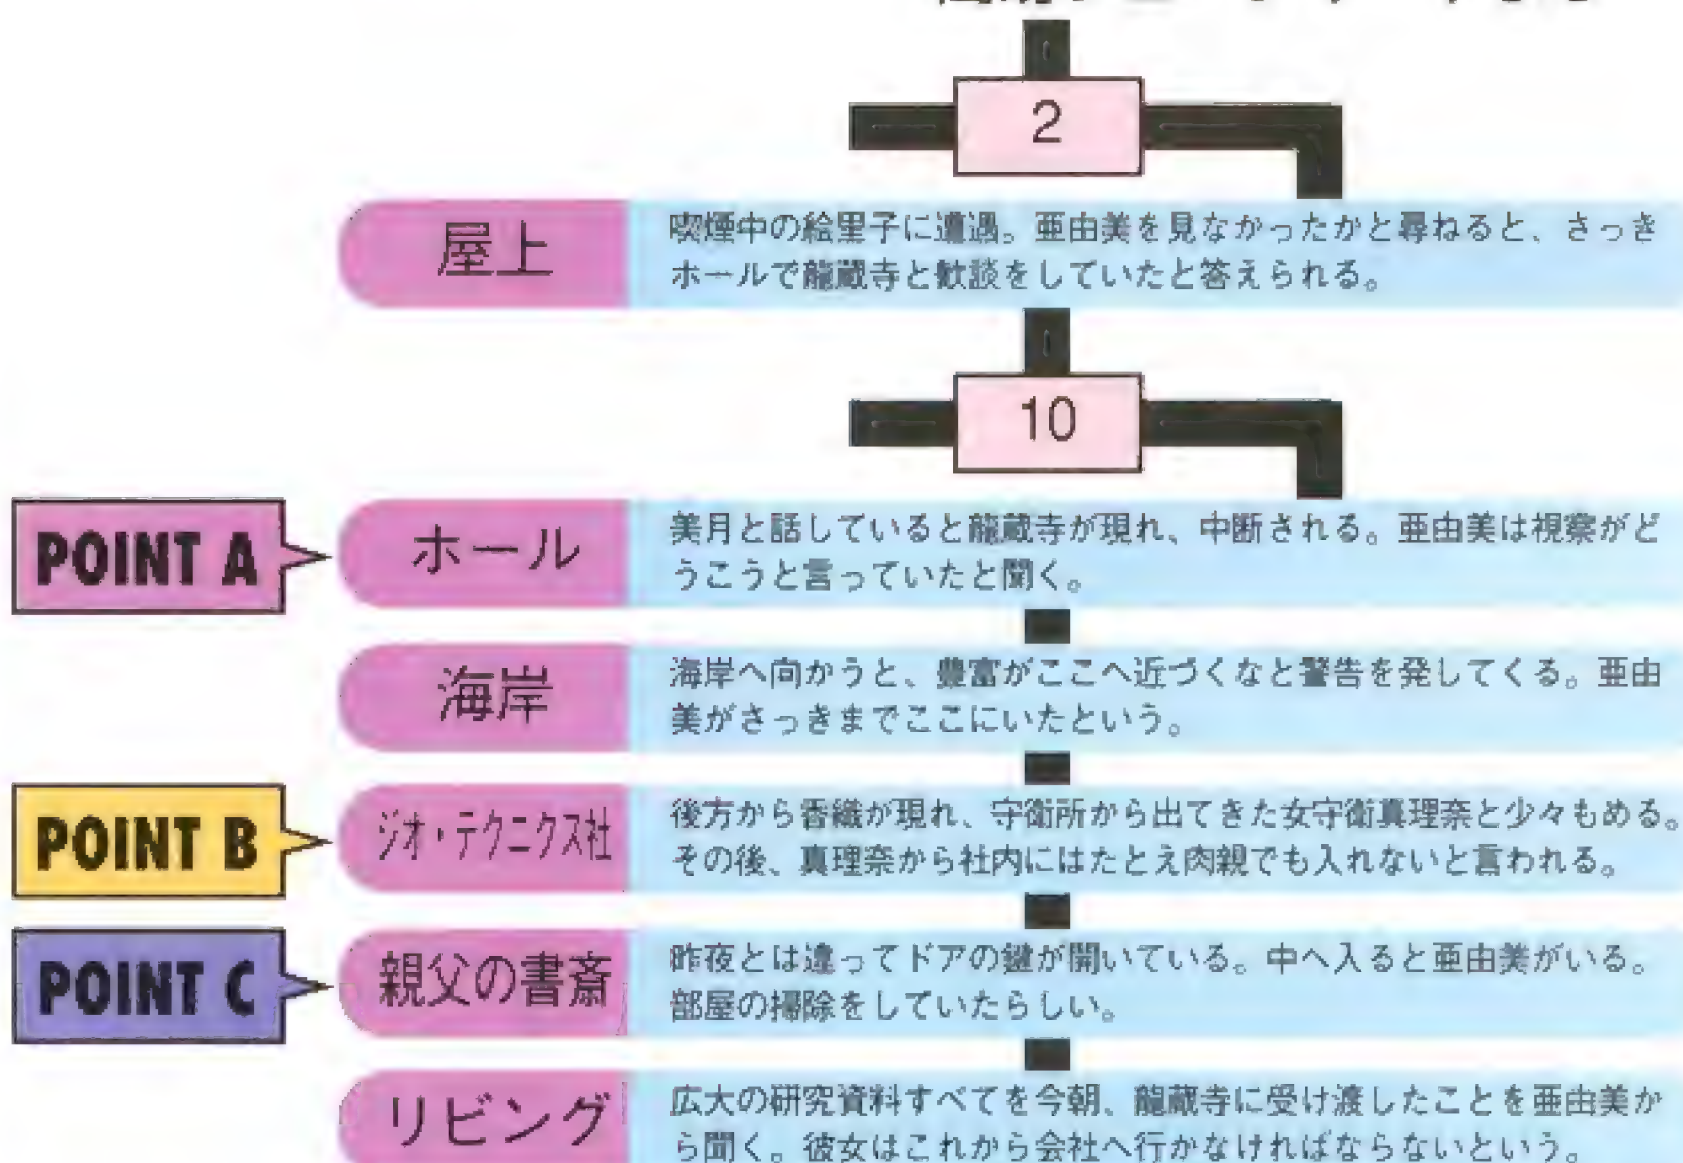 2
屋上
喫煙中の絵里子に遭遇。亜由美を見なかったかと尋ねると、さっき
ホールで龍蔵寺と歓談をしていたと答えられる。
10
POINT A
ホール
美月と話していると龍蔵寺が現れ、中断される。亜由美は視察がど
うこうと言っていたと聞く。
海岸
海岸へ向かうと、豊富がここへ近づくなと警告を発してくる。亜由
美がさっきまでここにいたという。
POINT B
ジオ・テクニクス社
後方から香織が現れ、守衛所から出てきた女守衛真理奈と少々もめる。
その後、真理奈から社内にはたとえ肉親でも入れないと言われる。
POINT C
親父の書斎
昨夜とは違ってドアの鍵が開いている。中へ入ると亜由美がいる。
部屋の掃除をしていたらしい。
リビング
広大の研究資料すべてを今朝、龍蔵寺に受け渡したことを亜由美か
ら聞く。彼女はこれから会社へ行かなければならないという。